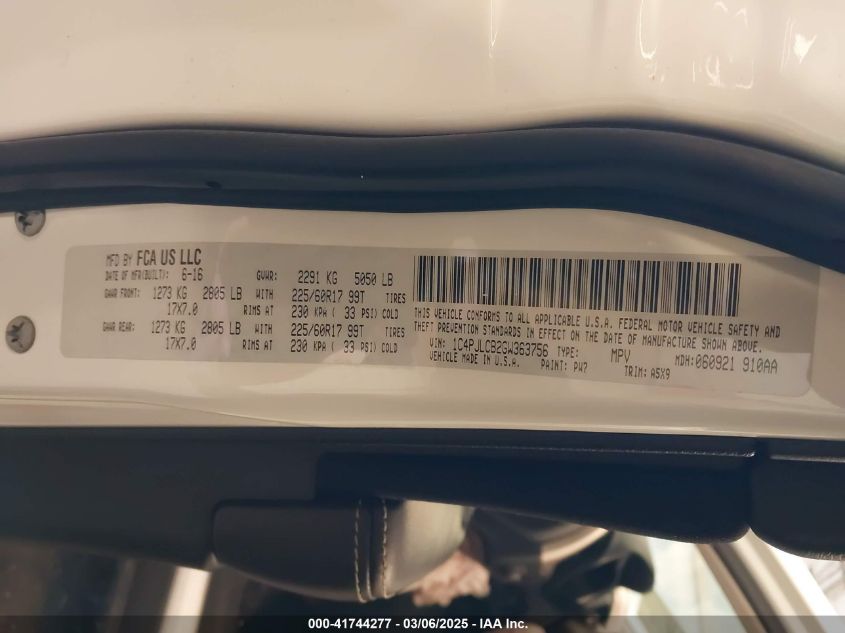 MFD BY FCA US LLC
DATE OF MFR(BUILT): 6-16 GVWR: 2291 KG 5050 LB
GAWR FRONT: 1273 KG 2805 LB WITH 225/60R17 99T TIRES
17X7.0 RIMS AT 230 KPA ( 33 PSI) COLD
GAWR REAR: 1273 KG 2805 LB WITH 225/60R17 99T TIRES
17X7.0 RIMS AT 230 KPA ( 33 PSI) COLD
THIS VEHICLE CONFORMS TO ALL APPLICABLE U.S.A. FEDERAL MOTOR VEHICLE SAFETY AND
THEFT PREVENTION STANDARDS IN EFFECT ON THE DATE OF MANUFACTURE SHOWN ABOVE.
VIN: 1C4PJLCB2GW363756 TYPE: MPV MDH: 060921 910AA
VEHICLE MADE IN U.S.A. PAINT: PW7 TRIM: A5X9
000-41744277 - 03/06/2025 - IAA Inc.